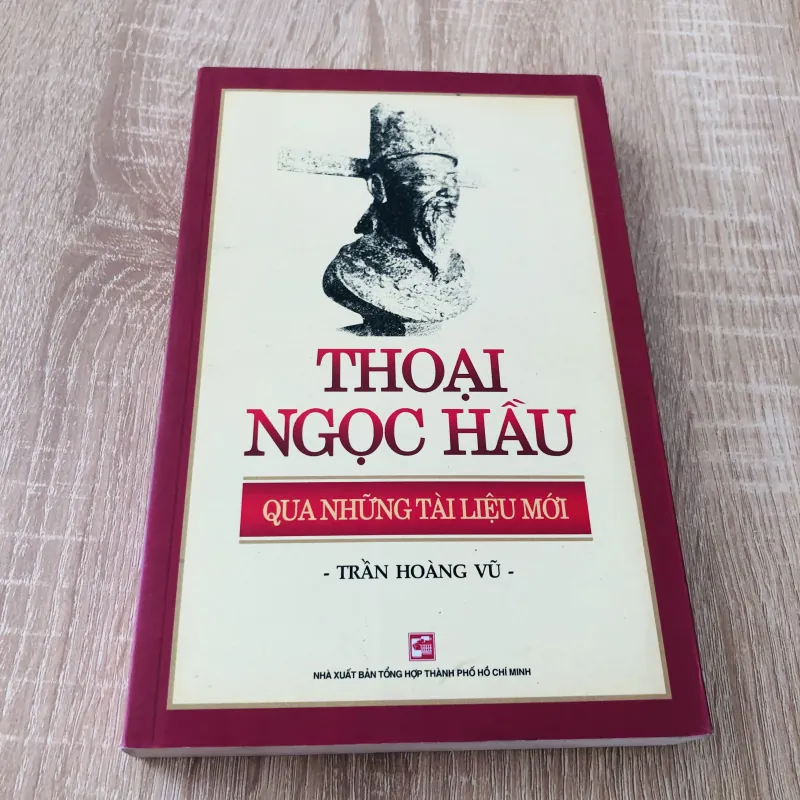 THOẠI
NGỌC HẦU
QUA NHỮNG TÀI LIỆU MỚI
- TRẦN HOÀNG VŨ -
NHÀ XUẤT BẢN TỔNG HỢP THÀNH PHỐ HỒ CHÍ MINH